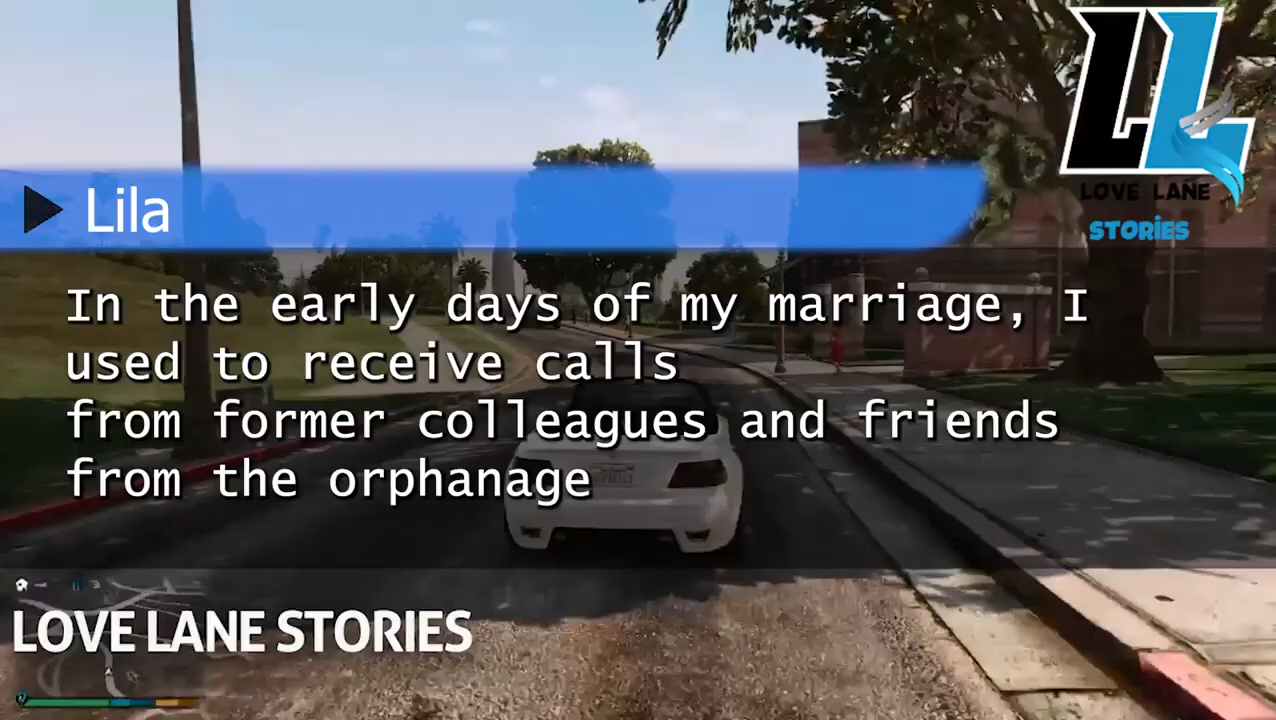 LL
LOVE LANE
STORIES
Lila
In the early days of my marriage, I
used to receive calls
from former colleagues and friends
from the orphanage
LOVE LANE STORIES